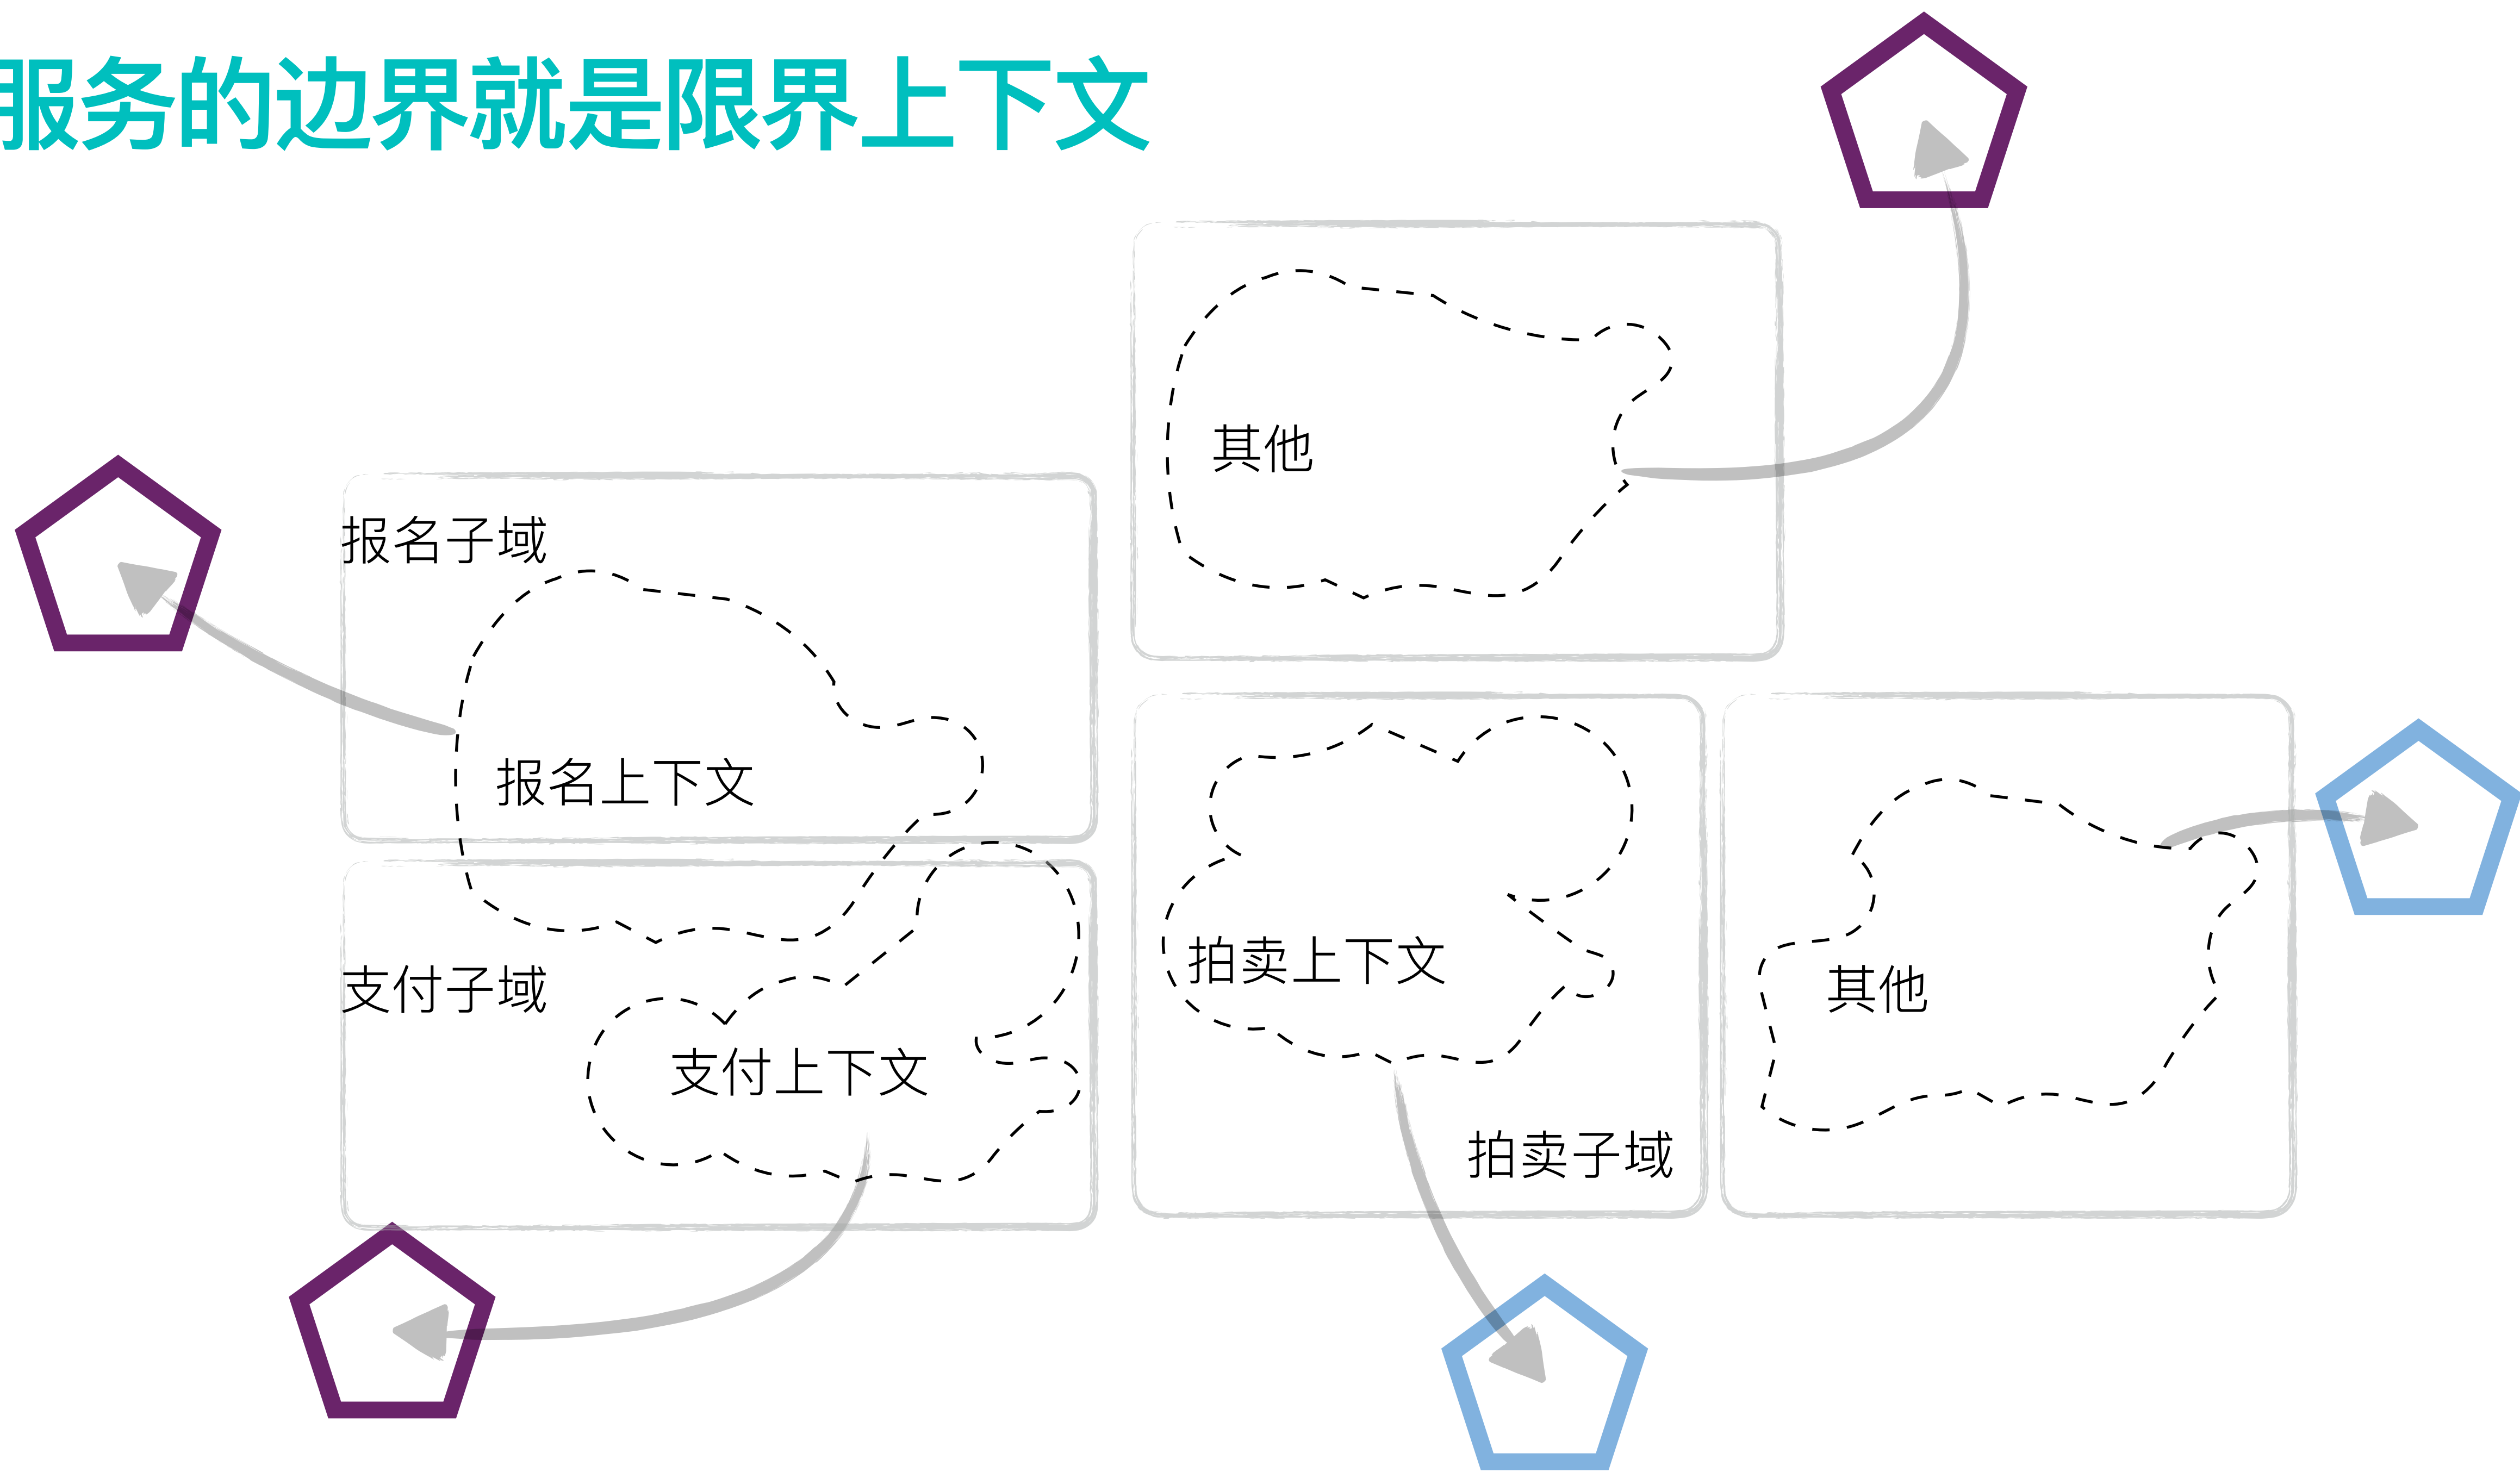 服务的边界就是限界上下文
其他
报名子域
报名上下文
支付子域
支付上下文
拍卖上下文
拍卖子域
其他